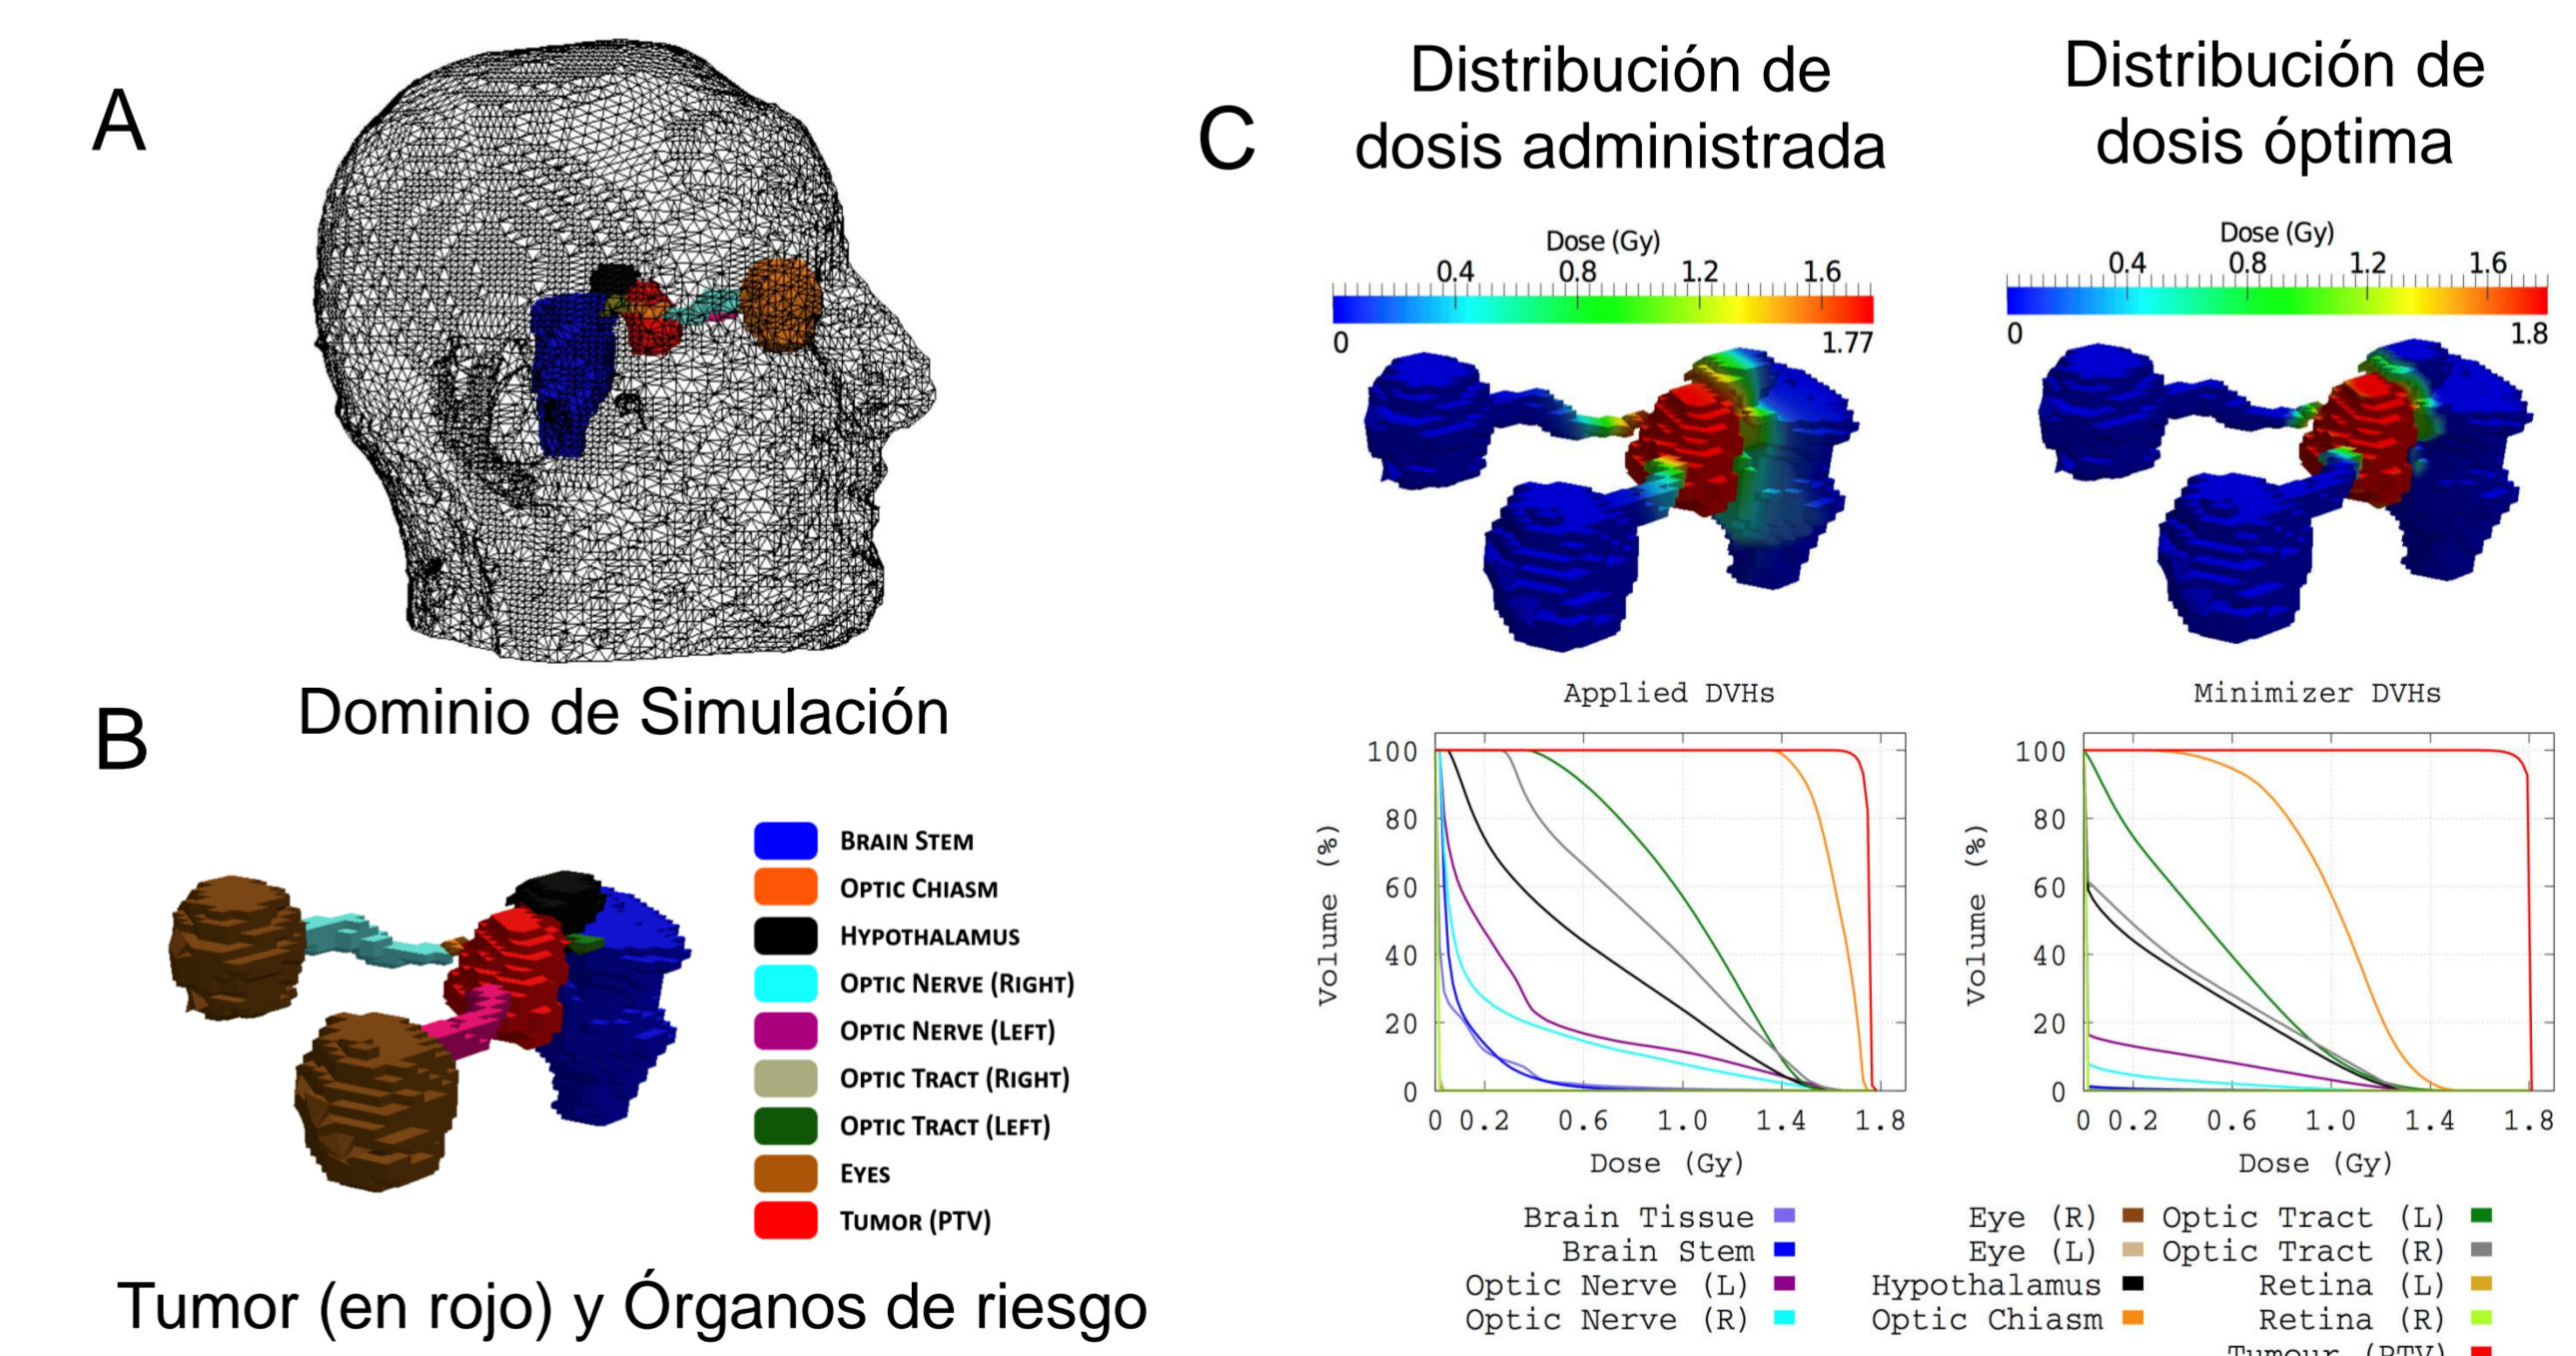 A
Dominio de Simulación
B
BRAIN STEM
OPTIC CHIASM
HYPOTHALAMUS
OPTIC NERVE (RIGHT)
OPTIC NERVE (LEFT)
OPTIC TRACT (RIGHT)
OPTIC TRACT (LEFT)
EYES
TUMOR (PTV)
Tumor (en rojo) y Órganos de riesgo
C
Distribución de
dosis administrada
Dose (Gy)
0.4 0.8 1.2 1.6
0 1.77
Distribución de
dosis óptima
Dose (Gy)
0.4 0.8 1.2 1.6
0 1.8
Applied DVHs
Volume (%)
100
80
60
40
20
0
0 0.2 0.6 1.0 1.4 1.8
Dose (Gy)
Minimizer DVHs
Volume (%)
100
80
60
40
20
0
0 0.2 0.6 1.0 1.4 1.8
Dose (Gy)
Brain Tissue
Brain Stem
Optic Nerve (L)
Optic Nerve (R)
Eye (R)
Eye (L)
Hypothalamus
Optic Chiasm
Optic Tract (L)
Optic Tract (R)
Retina (L)
Retina (R)
Tumour (PTV)